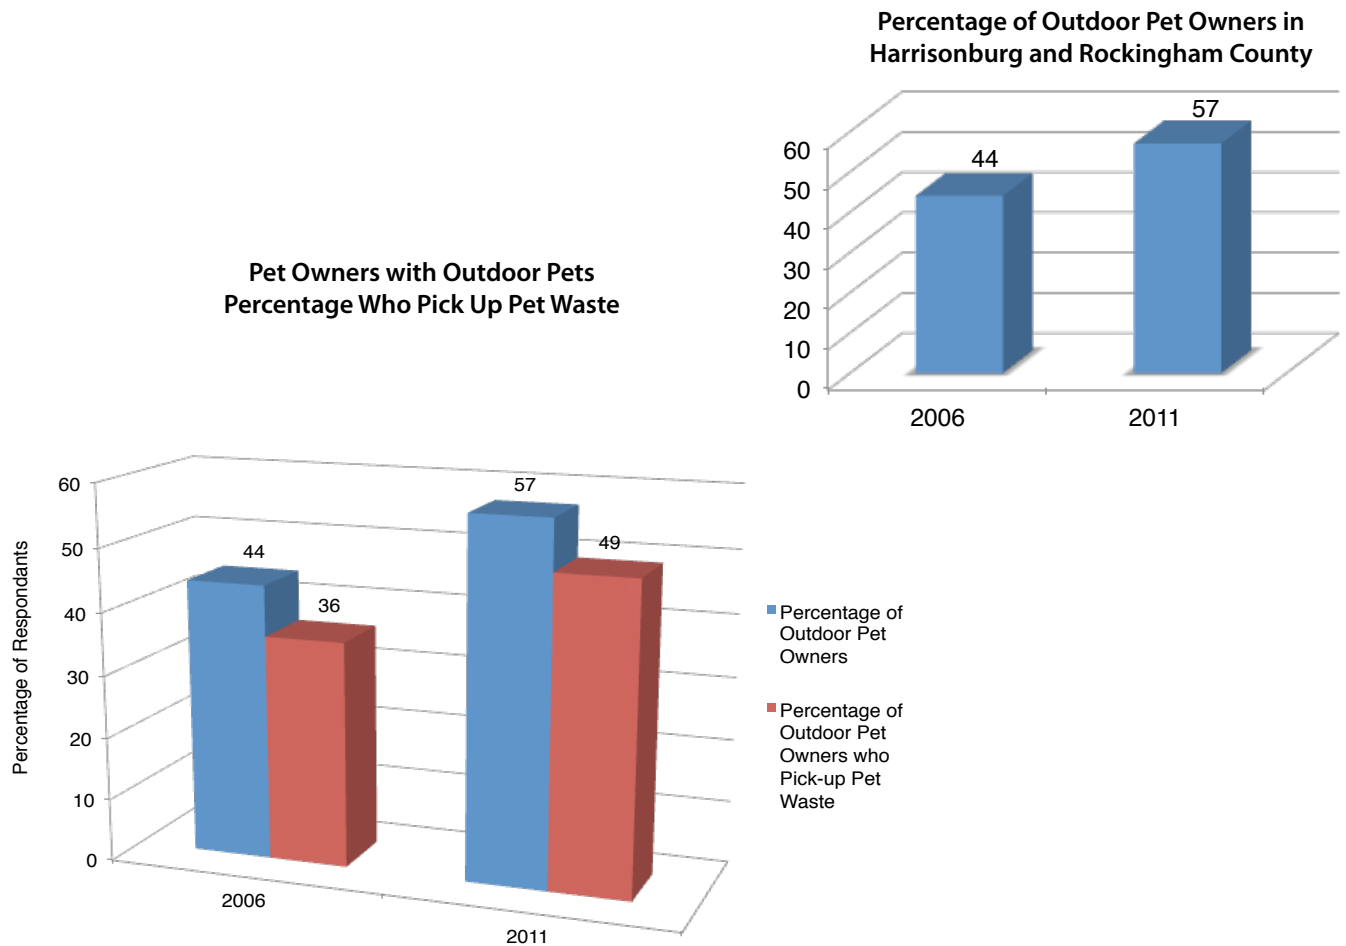 Percentage of Outdoor Pet Owners in
Harrisonburg and Rockingham County
57
44
60
50
40
30
20
10
0
2006
2011
Pet Owners with Outdoor Pets
Percentage Who Pick Up Pet Waste
Percentage of Respondants
60
50
40
30
20
10
0
44
36
57
49
2006
2011
Percentage of
Outdoor Pet
Owners
Percentage of
Outdoor Pet
Owners who
Pick-up Pet
Waste